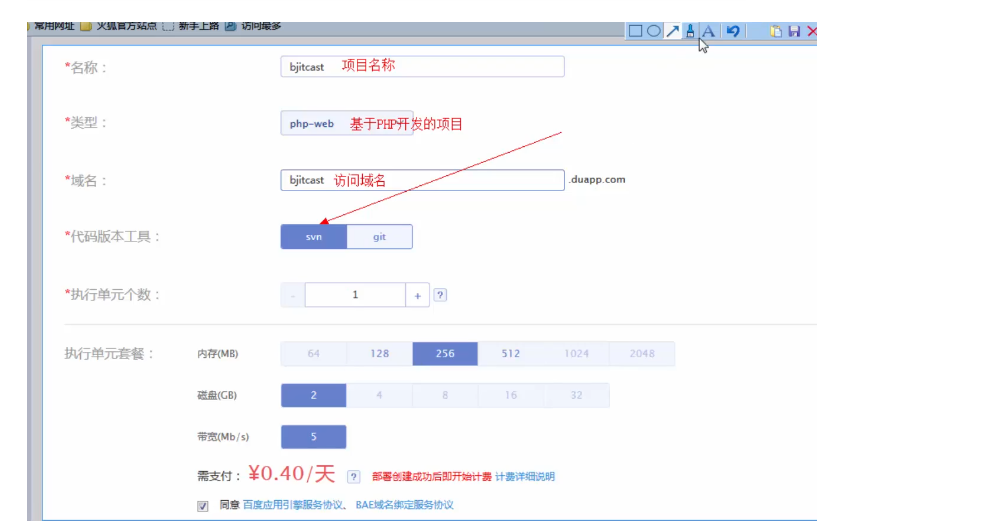 常用网址 火狐官方站点 新手上路 访问最多
A
*名称： bjitcast 项目名称
*类型： php-web 基于PHP开发的项目
*域名： bjitcast 访问域名 .duapp.com
*代码版本工具： svn git
*执行单元个数： - 1 + ?
执行单元套餐： 内存(MB) 64 128 256 512 1024 2048
磁盘(GB) 2 4 8 16 32
带宽(Mb/s) 5
需支付： ¥0.40/天 ? 部署创建成功后即开始计费 计费详细说明
同意 百度应用引擎服务协议、 BAE域名绑定服务协议